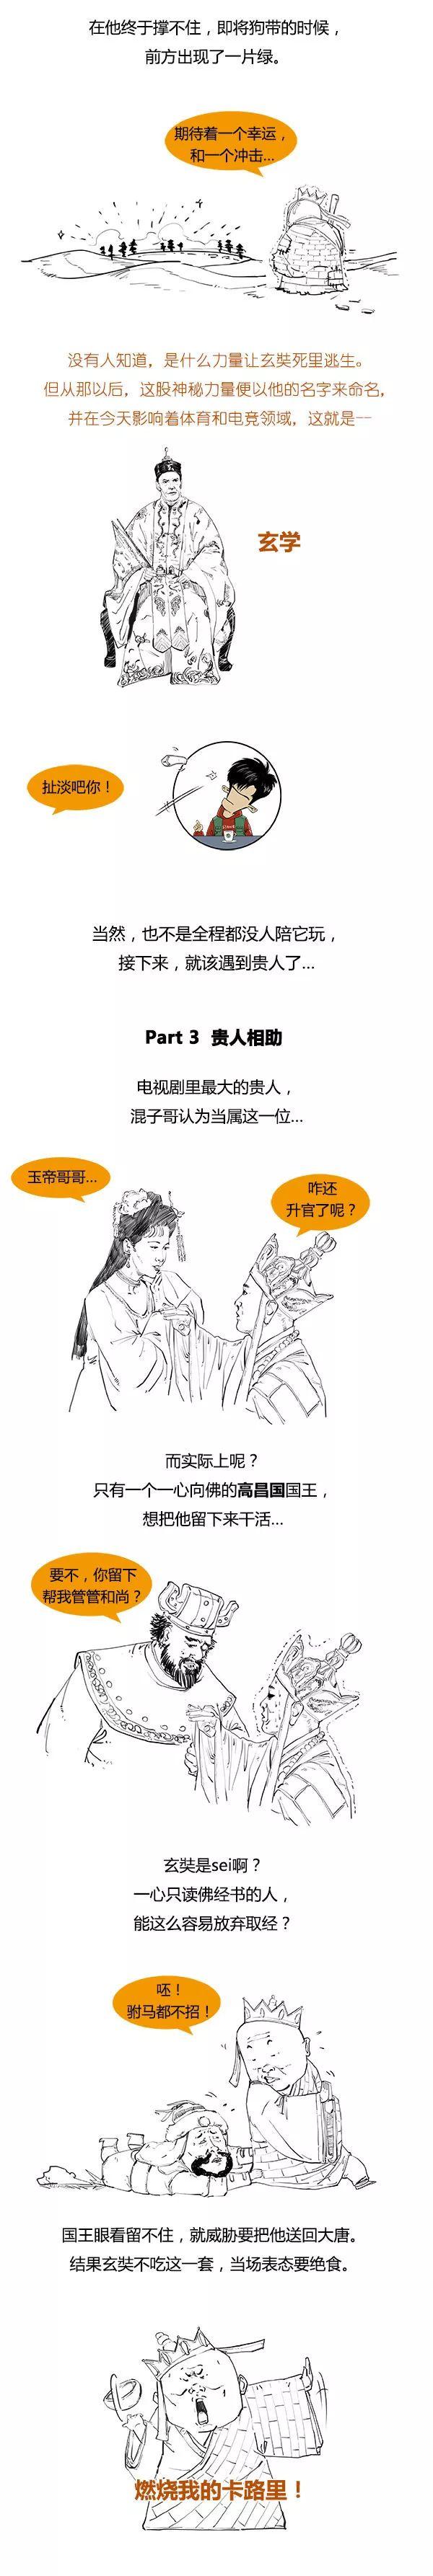 在他终于撑不住，即将狗带的时候，
前方出现了一片绿。
期待着一个幸运，
和一个冲击...
没有人知道，是什么力量让玄奘死里逃生。
但从那以后，这股神秘力量便以他的名字来命名，
并在今天影响着体育和电竞领域，这就是--
玄学
扯淡吧你！
当然，也不是全程都没人陪它玩，
接下来，就该遇到贵人了...
Part 3 贵人相助
电视剧里最大的贵人，
混子哥认为当属这一位...
玉帝哥哥...
咋还
升官了呢？
而实际上呢？
只有一个一心向佛的高昌国国王，
想把他留下来干活...
要不，你留下
帮我管管和尚？
玄奘是sei啊？
一心只读佛经书的人，
能这么容易放弃取经？
呸！
驸马都不招！
国王眼看留不住，就威胁要把他送回大唐。
结果玄奘不吃这一套，当场表态要绝食。
燃烧我的卡路里！